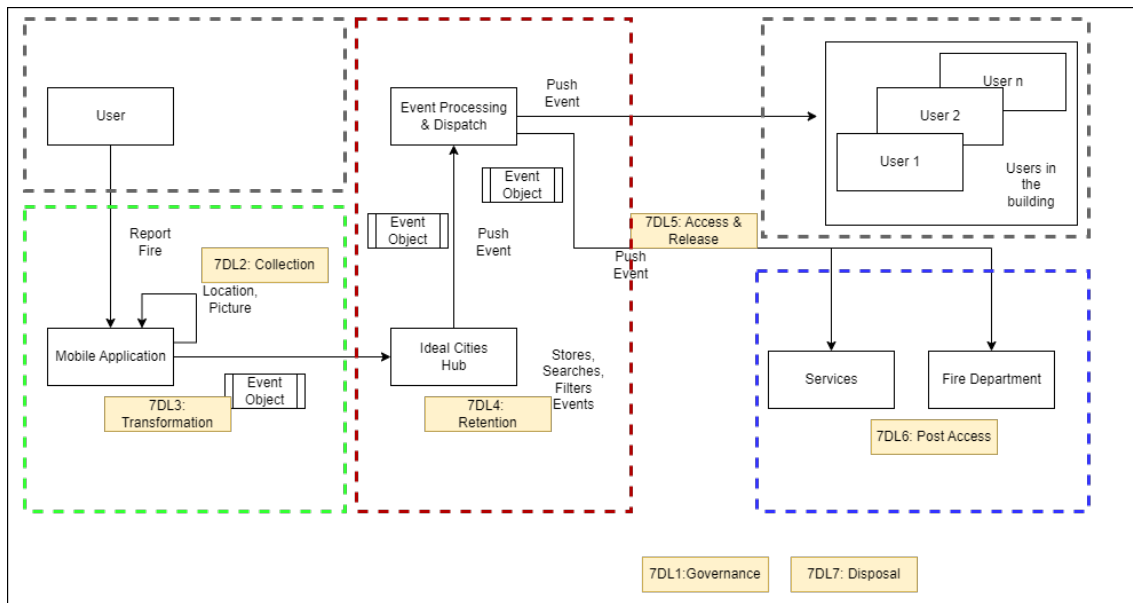 User
Report
Fire
7DL2: Collection
Location,
Picture
Mobile Application
Event
Object
7DL3:
Transformation
Event Processing
& Dispatch
Event
Object
Event
Object
Push
Event
Ideal Cities
Hub
Stores,
Searches,
Filters
Events
7DL4:
Retention
Push
Event
User n
User 2
User 1
Users in
the
building
7DL5: Access &
Release
Push
Event
Services
Fire Department
7DL6: Post Access
7DL1:Governance
7DL7: Disposal